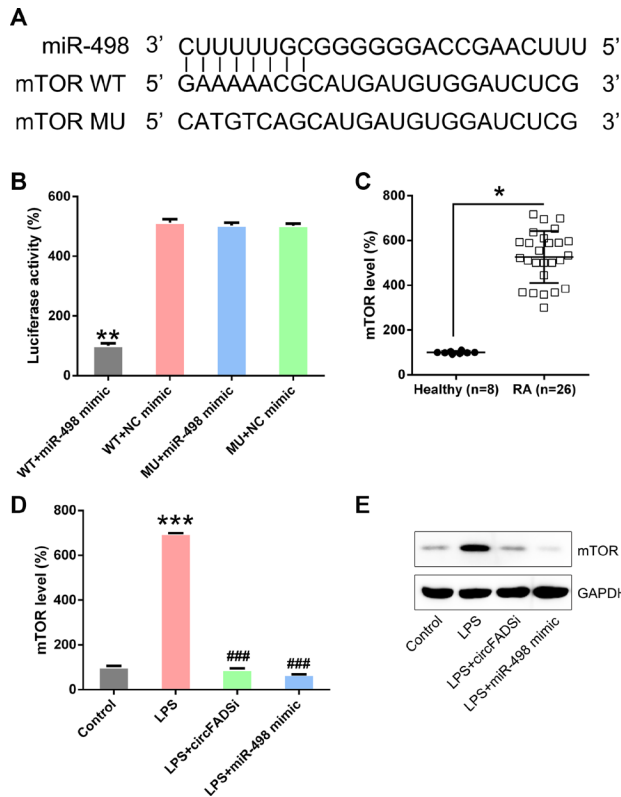 A
miR-498 3’ CUUUUUGCGGGGGGACCGAACUUU 5’
mTOR WT 5’ GAAAAACGCAUGAUGUGGAUCUCG 3’
mTOR MU 5’ CATGTCAGCAUGAUGUGGAUCUCG 3’
B
Luciferase activity (%)
600
400
200
0
**
WT+miR-498 mimic
WT+NC mimic
MU+miR-498 mimic
MU+NC mimic
C
mTOR level (%)
800
600
400
200
0
*
Healthy (n=8) RA (n=26)
D
mTOR level (%)
800
600
400
200
0
***
###
###
Control
LPS
LPS+circFADSi
LPS+miR-498 mimic
E
mTOR
GAPDH
Control
LPS
LPS+circFADSi
LPS+miR-498 mimic